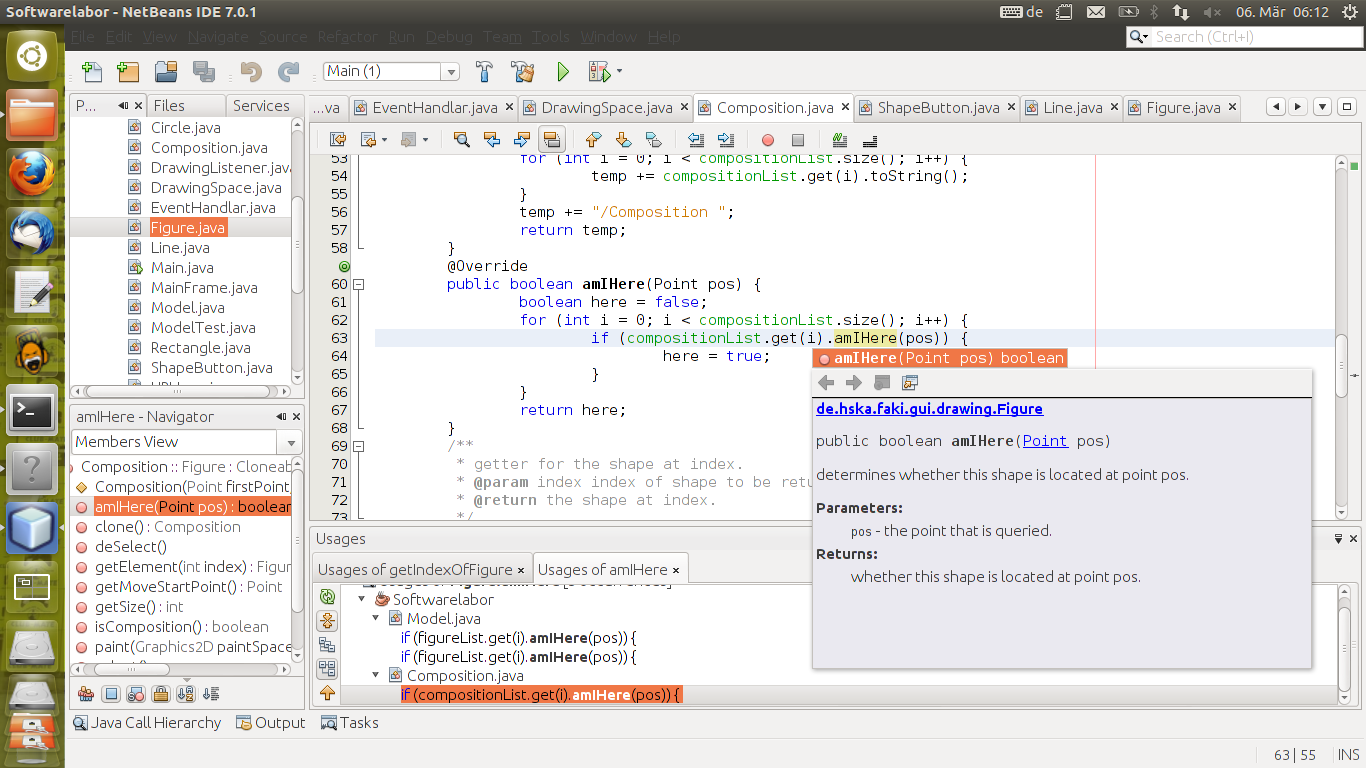 Softwarelabor - NetBeans IDE 7.0.1
de
06. Mär 06:12
File Edit View Navigate Source Refactor Run Debug Team Tools Window Help
Search (Ctrl+I)
Main (1)
P...
Files
Services
...va
EventHandlar.java
DrawingSpace.java
Composition.java
ShapeButton.java
Line.java
Figure.java
Circle.java
Composition.java
DrawingListener.java
DrawingSpace.java
EventHandlar.java
Figure.java
Line.java
Main.java
MainFrame.java
Model.java
ModelTest.java
Rectangle.java
ShapeButton.java
amIHere - Navigator
Members View
Composition :: Figure : Cloneab
Composition(Point firstPoint,
amIHere(Point pos) : boolean
clone() : Composition
deSelect()
getElement(int index) : Figur
getMoveStartPoint() : Point
getSize() : int
isComposition() : boolean
paint(Graphics2D paintSpace
53 for (int i = 0; i < compositionList.size(); i++) {
54 temp += compositionList.get(i).toString();
55 }
56 temp += "/Composition ";
57 return temp;
58 }
@Override
60 public boolean amIHere(Point pos) {
61 boolean here = false;
62 for (int i = 0; i < compositionList.size(); i++) {
63 if (compositionList.get(i).amIHere(pos)) {
64 here = true;
65 }
66 }
67 return here;
68 }
69 /**
70 * getter for the shape at index.
71 * @param index index of shape to be retu
72 * @return the shape at index.
73 */
amIHere(Point pos) boolean
de.hska.faki.gui.drawing.Figure
public boolean amIHere(Point pos)
determines whether this shape is located at point pos.
Parameters:
pos - the point that is queried.
Returns:
whether this shape is located at point pos.
Usages
Usages of getIndexOfFigure
Usages of amIHere
Softwarelabor
Model.java
if (figureList.get(i).amIHere(pos)) {
if (figureList.get(i).amIHere(pos)) {
Composition.java
if (compositionList.get(i).amIHere(pos)) {
Java Call Hierarchy
Output
Tasks
63 | 55
INS